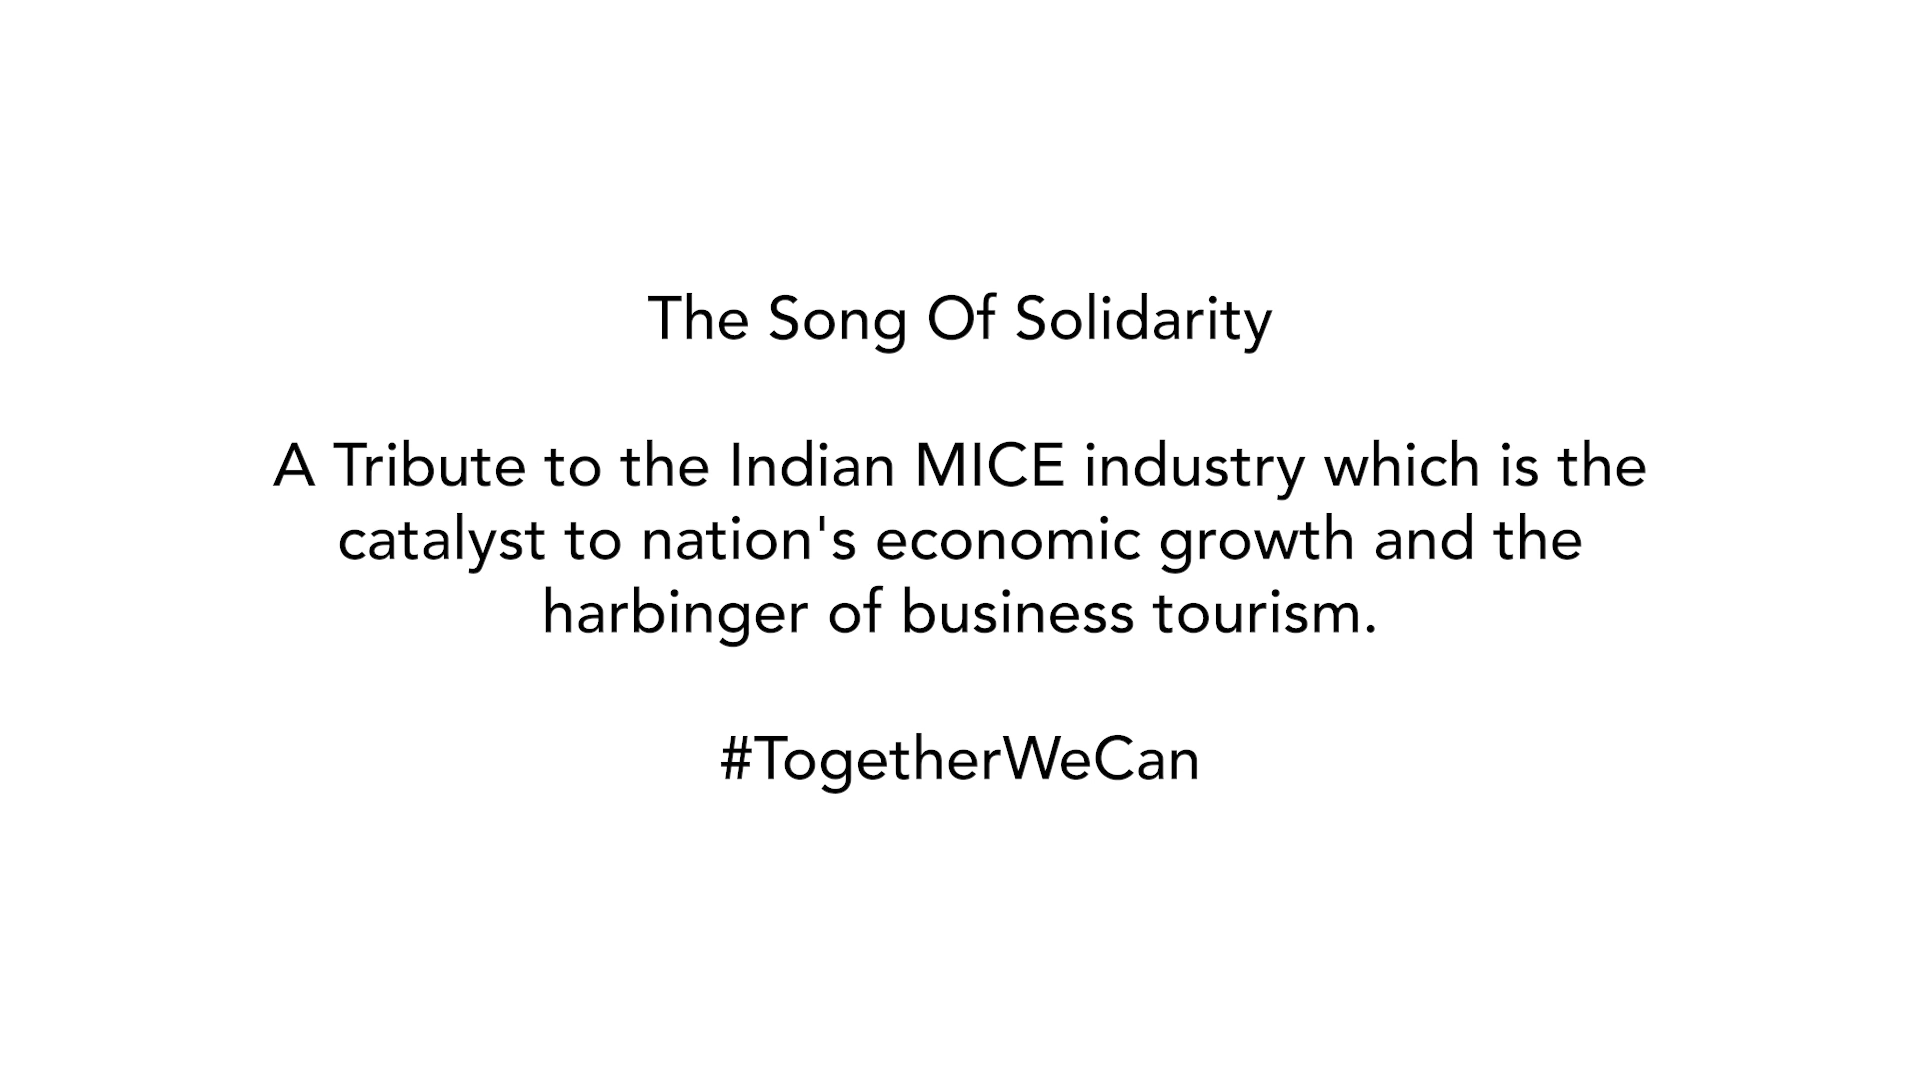 The Song Of Solidarity
A Tribute to the Indian MICE industry which is the
catalyst to nation's economic growth and the
harbinger of business tourism.
#TogetherWeCan